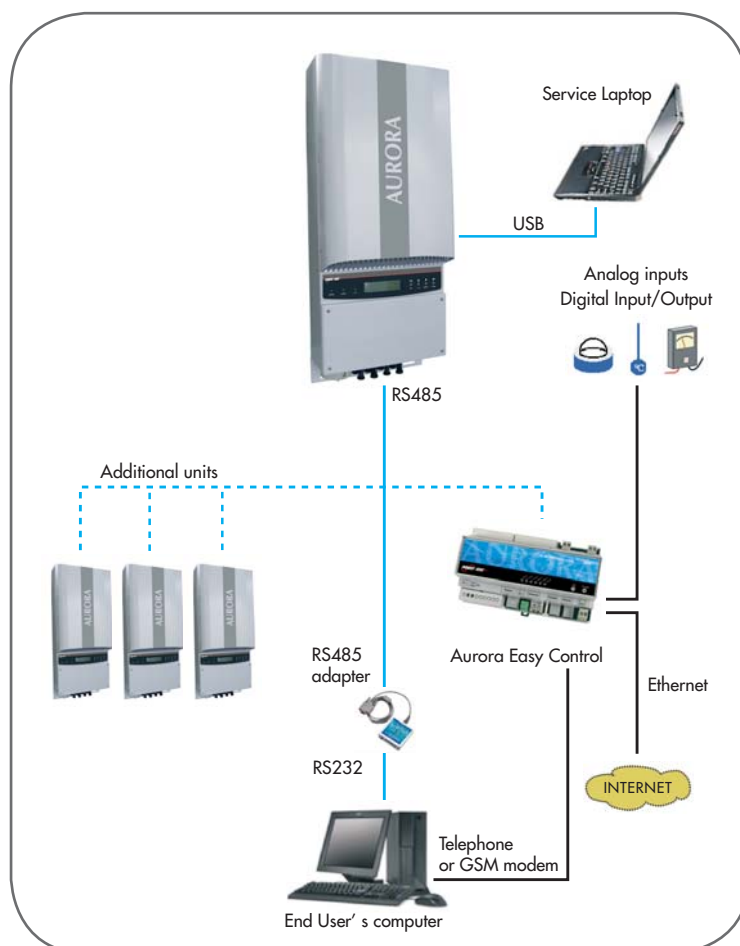 AURORA
Service Laptop
USB
Analog inputs
Digital Input/Output
°C
RS485
Additional units
AURORA
AURORA
AURORA
AURORA
RS485
adapter
Aurora Easy Control
Ethernet
RS232
INTERNET
Telephone
or GSM modem
End User’ s computer